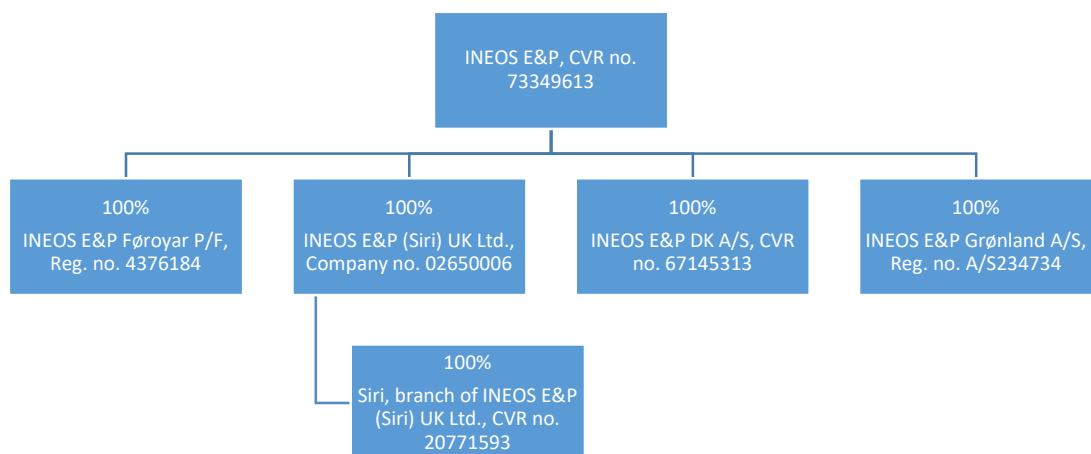 INEOS E&P, CVR no.
73349613
100%
INEOS E&P Føroyar P/F,
Reg. no. 4376184
100%
INEOS E&P (Siri) UK Ltd.,
Company no. 02650006
100%
INEOS E&P DK A/S, CVR
no. 67145313
100%
INEOS E&P Grønland A/S,
Reg. no. A/S234734
100%
Siri, branch of INEOS E&P
(Siri) UK Ltd., CVR no.
20771593